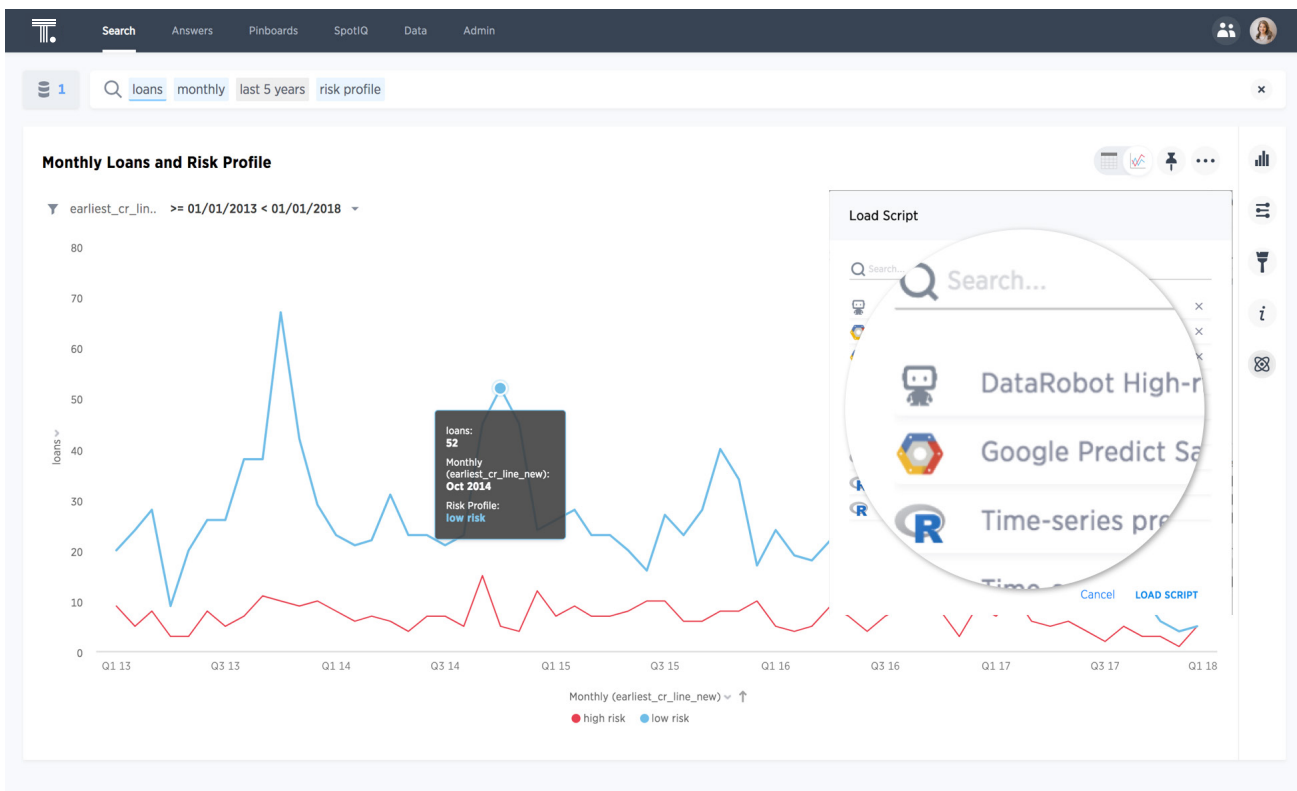 Search Answers Pinboards SpotIQ Data Admin
1 loans monthly last 5 years risk profile
Monthly Loans and Risk Profile
earliest_cr_lin.. >= 01/01/2013 < 01/01/2018
Load Script
Search...
Search...
DataRobot High-r
Google Predict Sa
Time-series pre
80
70
60
50
40
30
20
10
0
loans
loans:
52
Monthly
(earliest_cr_line_new):
Oct 2014
Risk Profile:
low risk
Cancel LOAD SCRIPT
Q1 13 Q3 13 Q1 14 Q3 14 Q1 15 Q3 15 Q1 16 Q3 16 Q1 17 Q3 17 Q1 18
Monthly (earliest_cr_line_new)
high risk low risk